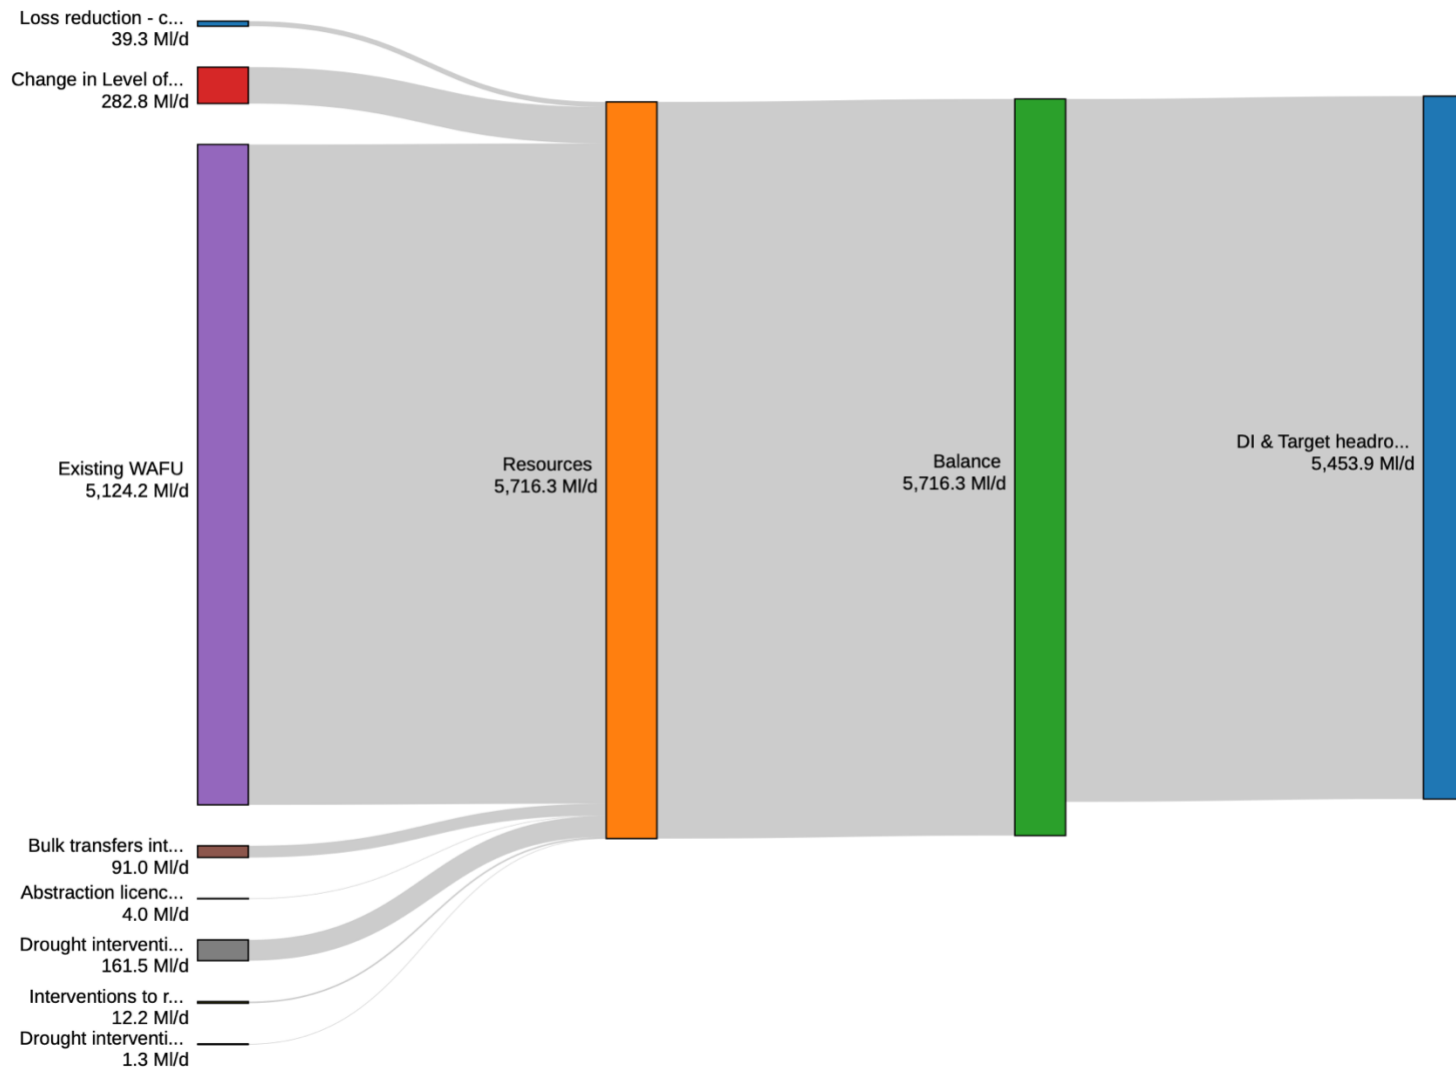 Loss reduction - c...
39.3 Ml/d
Change in Level of...
282.8 Ml/d
Existing WAFU
5,124.2 Ml/d
Bulk transfers int...
91.0 Ml/d
Abstraction licenc...
4.0 Ml/d
Drought interventi...
161.5 Ml/d
Interventions to r...
12.2 Ml/d
Drought interventi...
1.3 Ml/d
Resources
5,716.3 Ml/d
Balance
5,716.3 Ml/d
DI & Target headro...
5,453.9 Ml/d